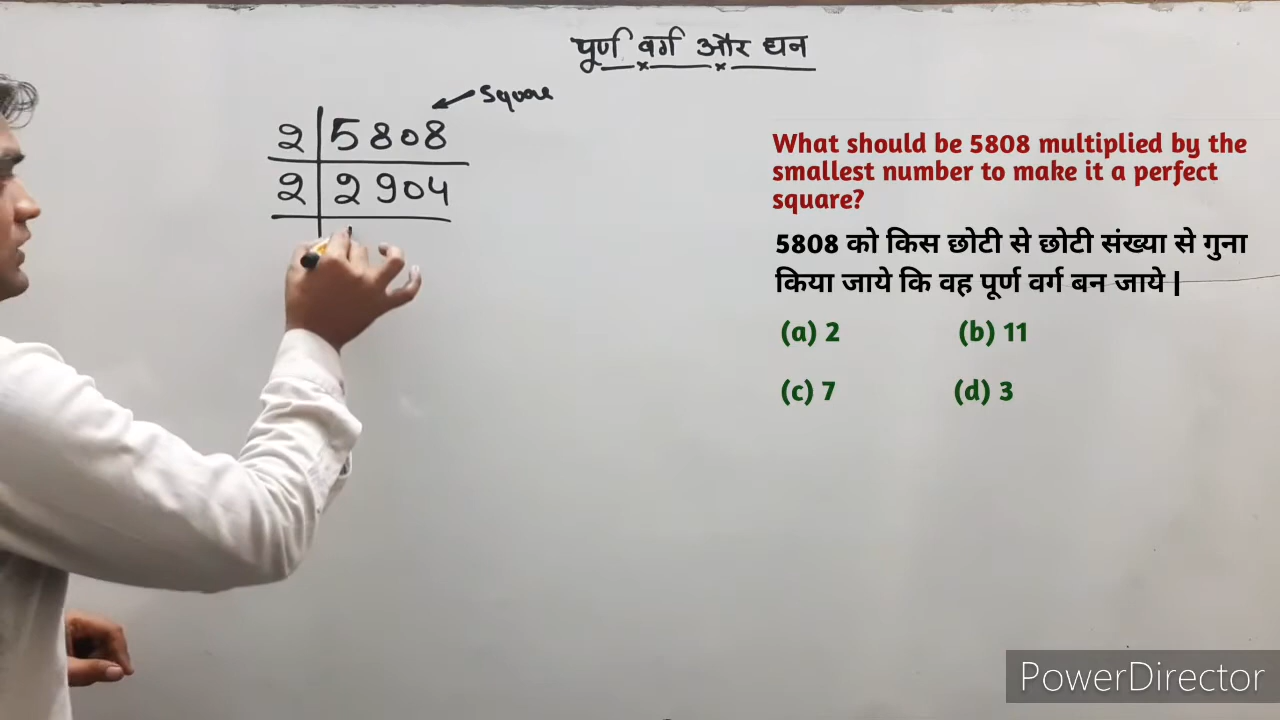 पूर्ण वर्ग और घन
Square
2 5808
2 2904
What should be 5808 multiplied by the
smallest number to make it a perfect
square?
5808 को किस छोटी से छोटी संख्या से गुना
किया जाये कि वह पूर्ण वर्ग बन जाये |
(a) 2 (b) 11
(c) 7 (d) 3
PowerDirector